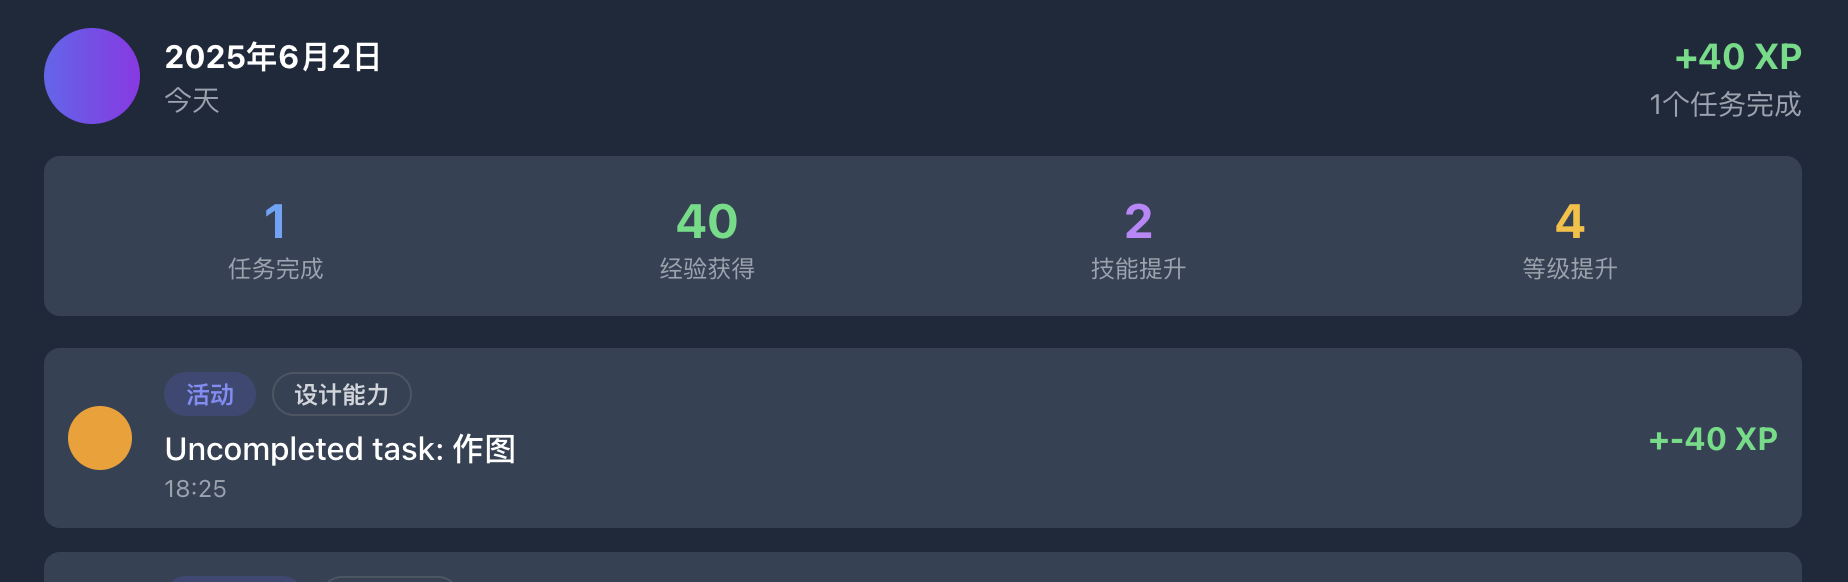 2025年6月2日
今天
+40 XP
1个任务完成
1
任务完成
40
经验获得
2
技能提升
4
等级提升
活动
设计能力
Uncompleted task: 作图
18:25
+-40 XP